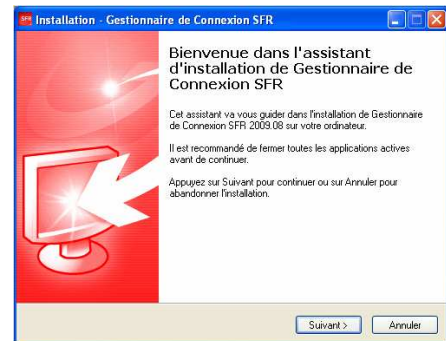 SFR Installation - Gestionnaire de Connexion SFR
Bienvenue dans l'assistant
d'installation de Gestionnaire de
Connexion SFR
Cet assistant va vous guider dans l'installation de Gestionnaire
de Connexion SFR 2009.08 sur votre ordinateur.
Il est recommandé de fermer toutes les applications actives
avant de continuer.
Appuyez sur Suivant pour continuer ou sur Annuler pour
abandonner l'installation.
Suivant > Annuler